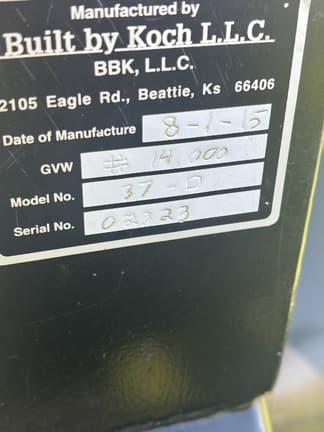 Manufactured by
Built by Koch L.L.C.
BBK, L.L.C.
2105 Eagle Rd., Beattie, Ks 66406
Date of Manufacture 8-1-15
GVW # 14,000
Model No. 37-D
Serial No. 02323